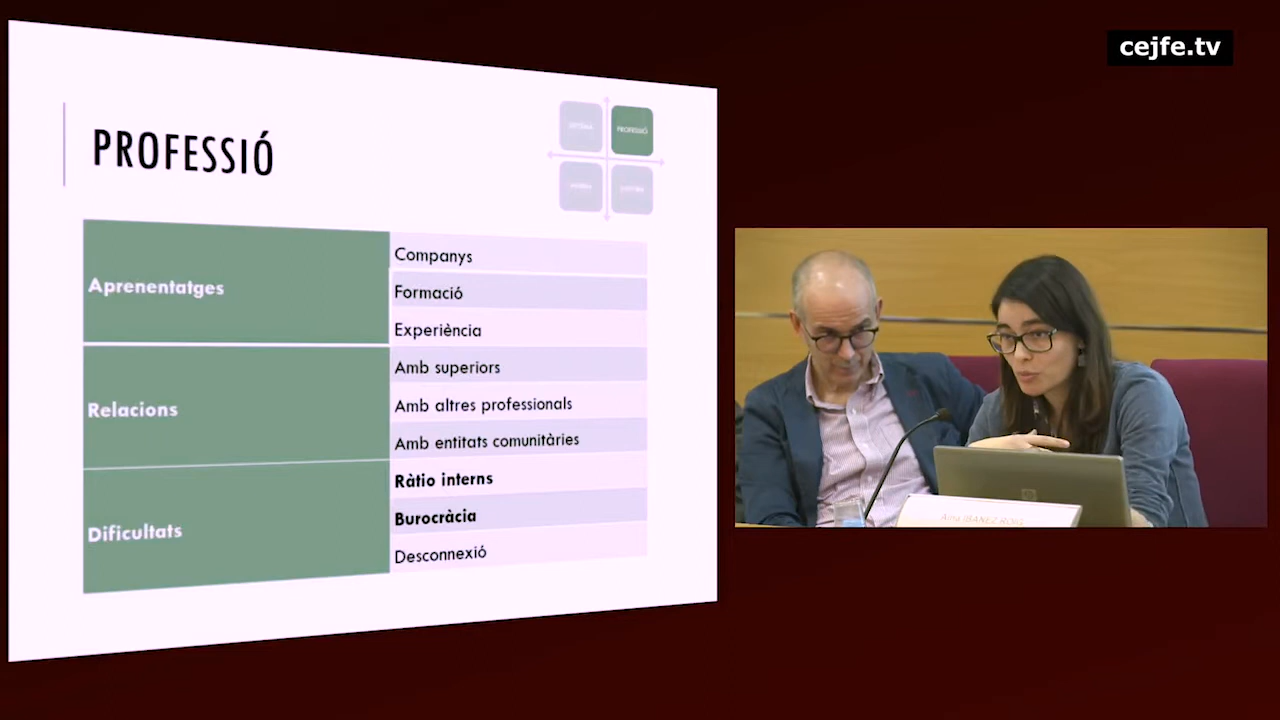 cejfe.tv
PROFESSIÓ
PROFESSIÓ
Aprenentatges
Companys
Formació
Experiència
Relacions
Amb superiors
Amb altres professionals
Amb entitats comunitàries
Dificultats
Ràtio interns
Burocràcia
Desconnexió